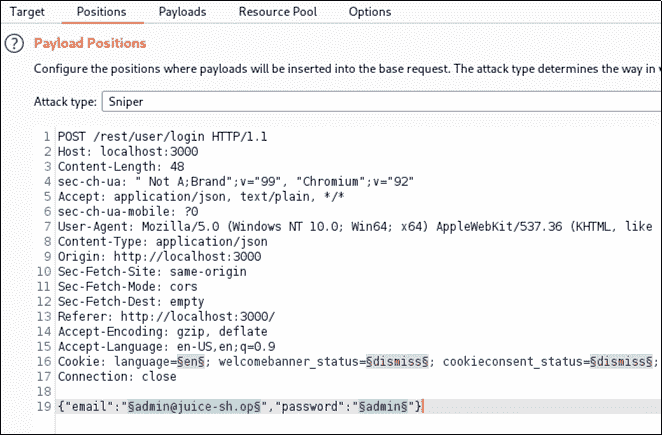 Target Positions Payloads Resource Pool Options
? Payload Positions
Configure the positions where payloads will be inserted into the base request. The attack type determines the way in
Attack type: Sniper
1 POST /rest/user/login HTTP/1.1
2 Host: localhost:3000
3 Content-Length: 48
4 sec-ch-ua: " Not A;Brand";v="99", "Chromium";v="92"
5 Accept: application/json, text/plain, */*
6 sec-ch-ua-mobile: ?0
7 User-Agent: Mozilla/5.0 (Windows NT 10.0; Win64; x64) AppleWebKit/537.36 (KHTML, like
8 Content-Type: application/json
9 Origin: http://localhost:3000
10 Sec-Fetch-Site: same-origin
11 Sec-Fetch-Mode: cors
12 Sec-Fetch-Dest: empty
13 Referer: http://localhost:3000/
14 Accept-Encoding: gzip, deflate
15 Accept-Language: en-US,en;q=0.9
16 Cookie: language=§en§; welcomebanner_status=§dismiss§; cookieconsent_status=§dismiss§;
17 Connection: close
18
19 {"email":"§admin@juice-sh.op§","password":"§admin§"}